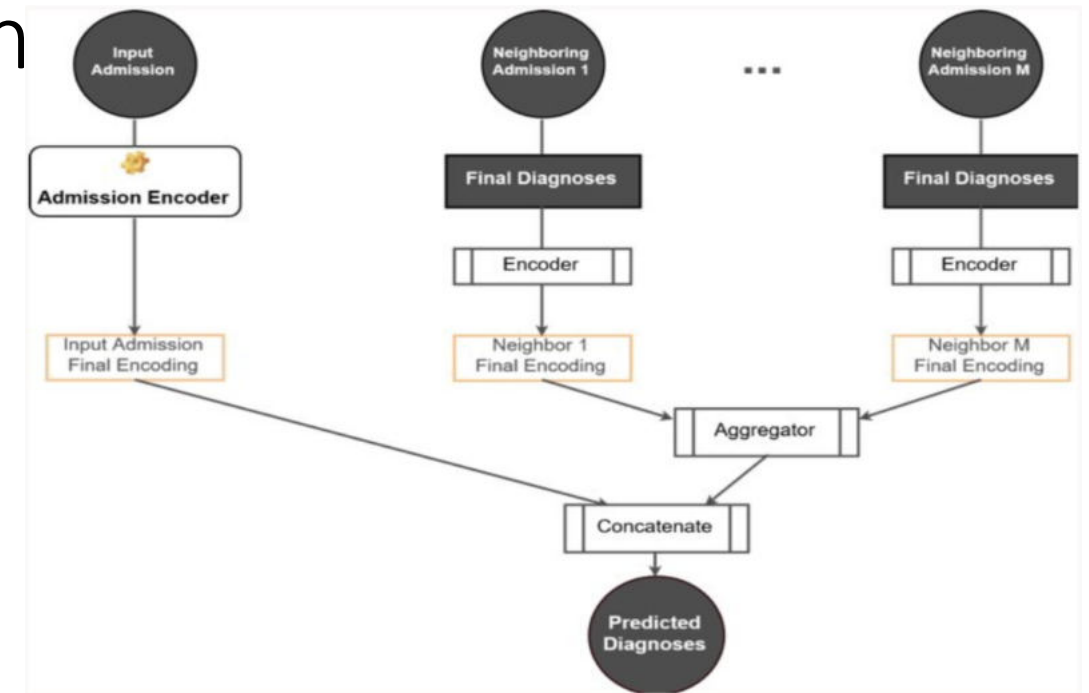 n
Input
Admission
Neighboring
Admission 1
...
Neighboring
Admission M
Admission Encoder
Final Diagnoses
Final Diagnoses
Encoder
Encoder
Input Admission
Final Encoding
Neighbor 1
Final Encoding
Neighbor M
Final Encoding
Aggregator
Concatenate
Predicted
Diagnoses